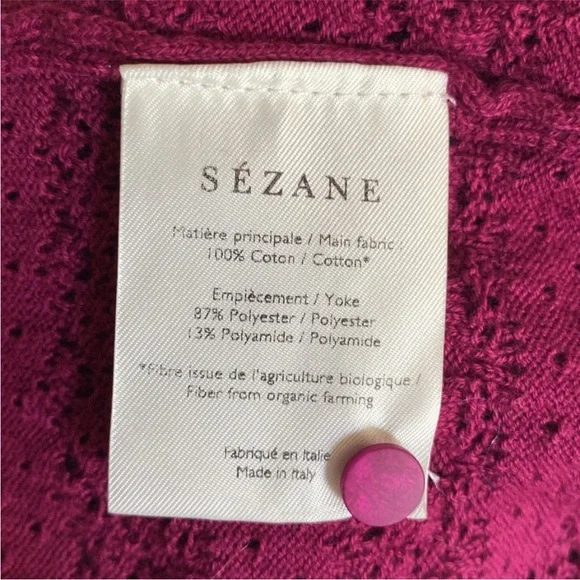 SÉZANE
Matière principale / Main fabric :
100% Coton / Cotton*
Empiècement / Yoke
87% Polyester / Polyester
13% Polyamide / Polyamide
*Fibre issue de l'agriculture biologique /
Fiber from organic farming
Fabriqué en Italie
Made in Italy